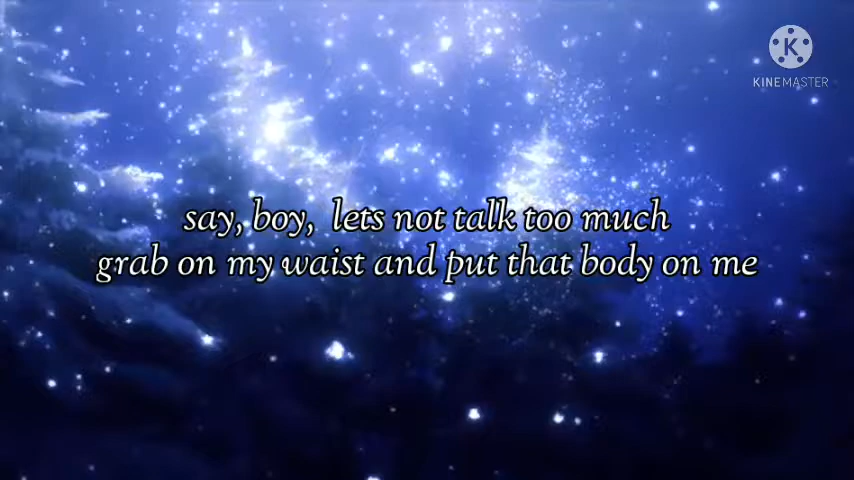 K
KINEMASTER
say, boy, lets not talk too much
grab on my waist and put that body on me